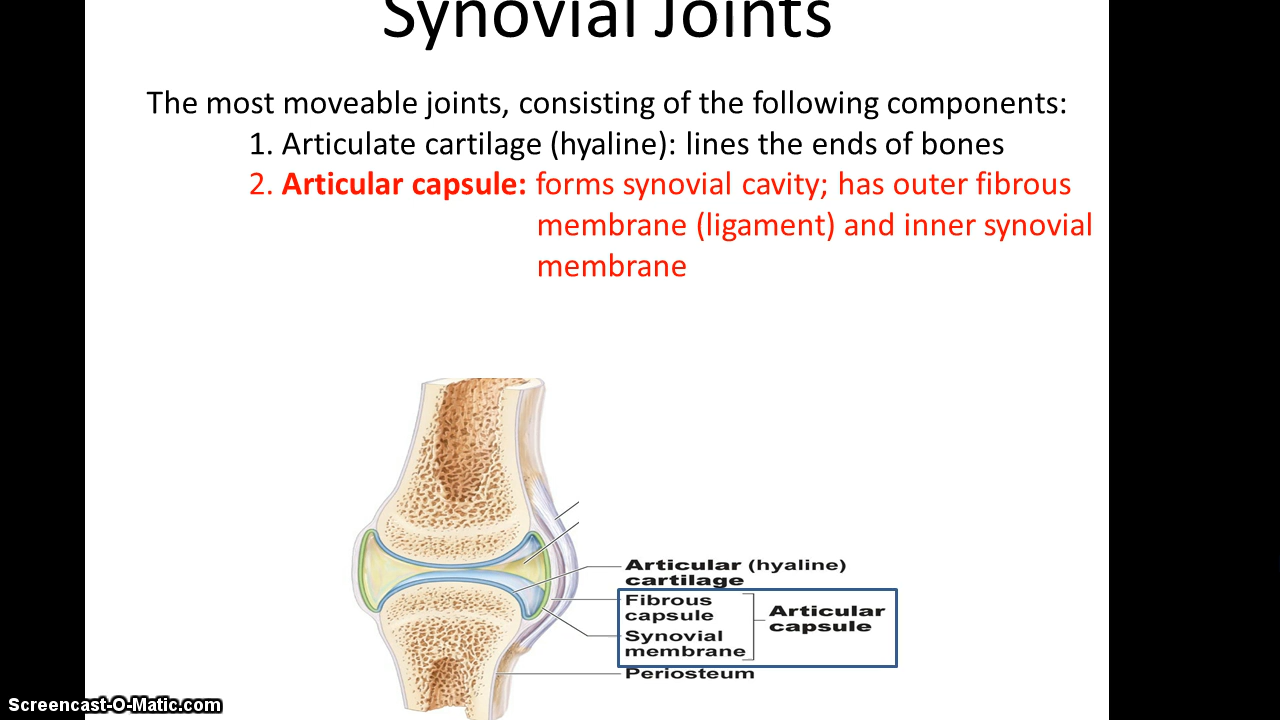 Synovial Joints
The most moveable joints, consisting of the following components:
1. Articulate cartilage (hyaline): lines the ends of bones
2. Articular capsule: forms synovial cavity; has outer fibrous
membrane (ligament) and inner synovial
membrane
Articular (hyaline)
cartilage
Fibrous
capsule
Synovial
membrane
Articular
capsule
Periosteum
Screencast-O-Matic.com